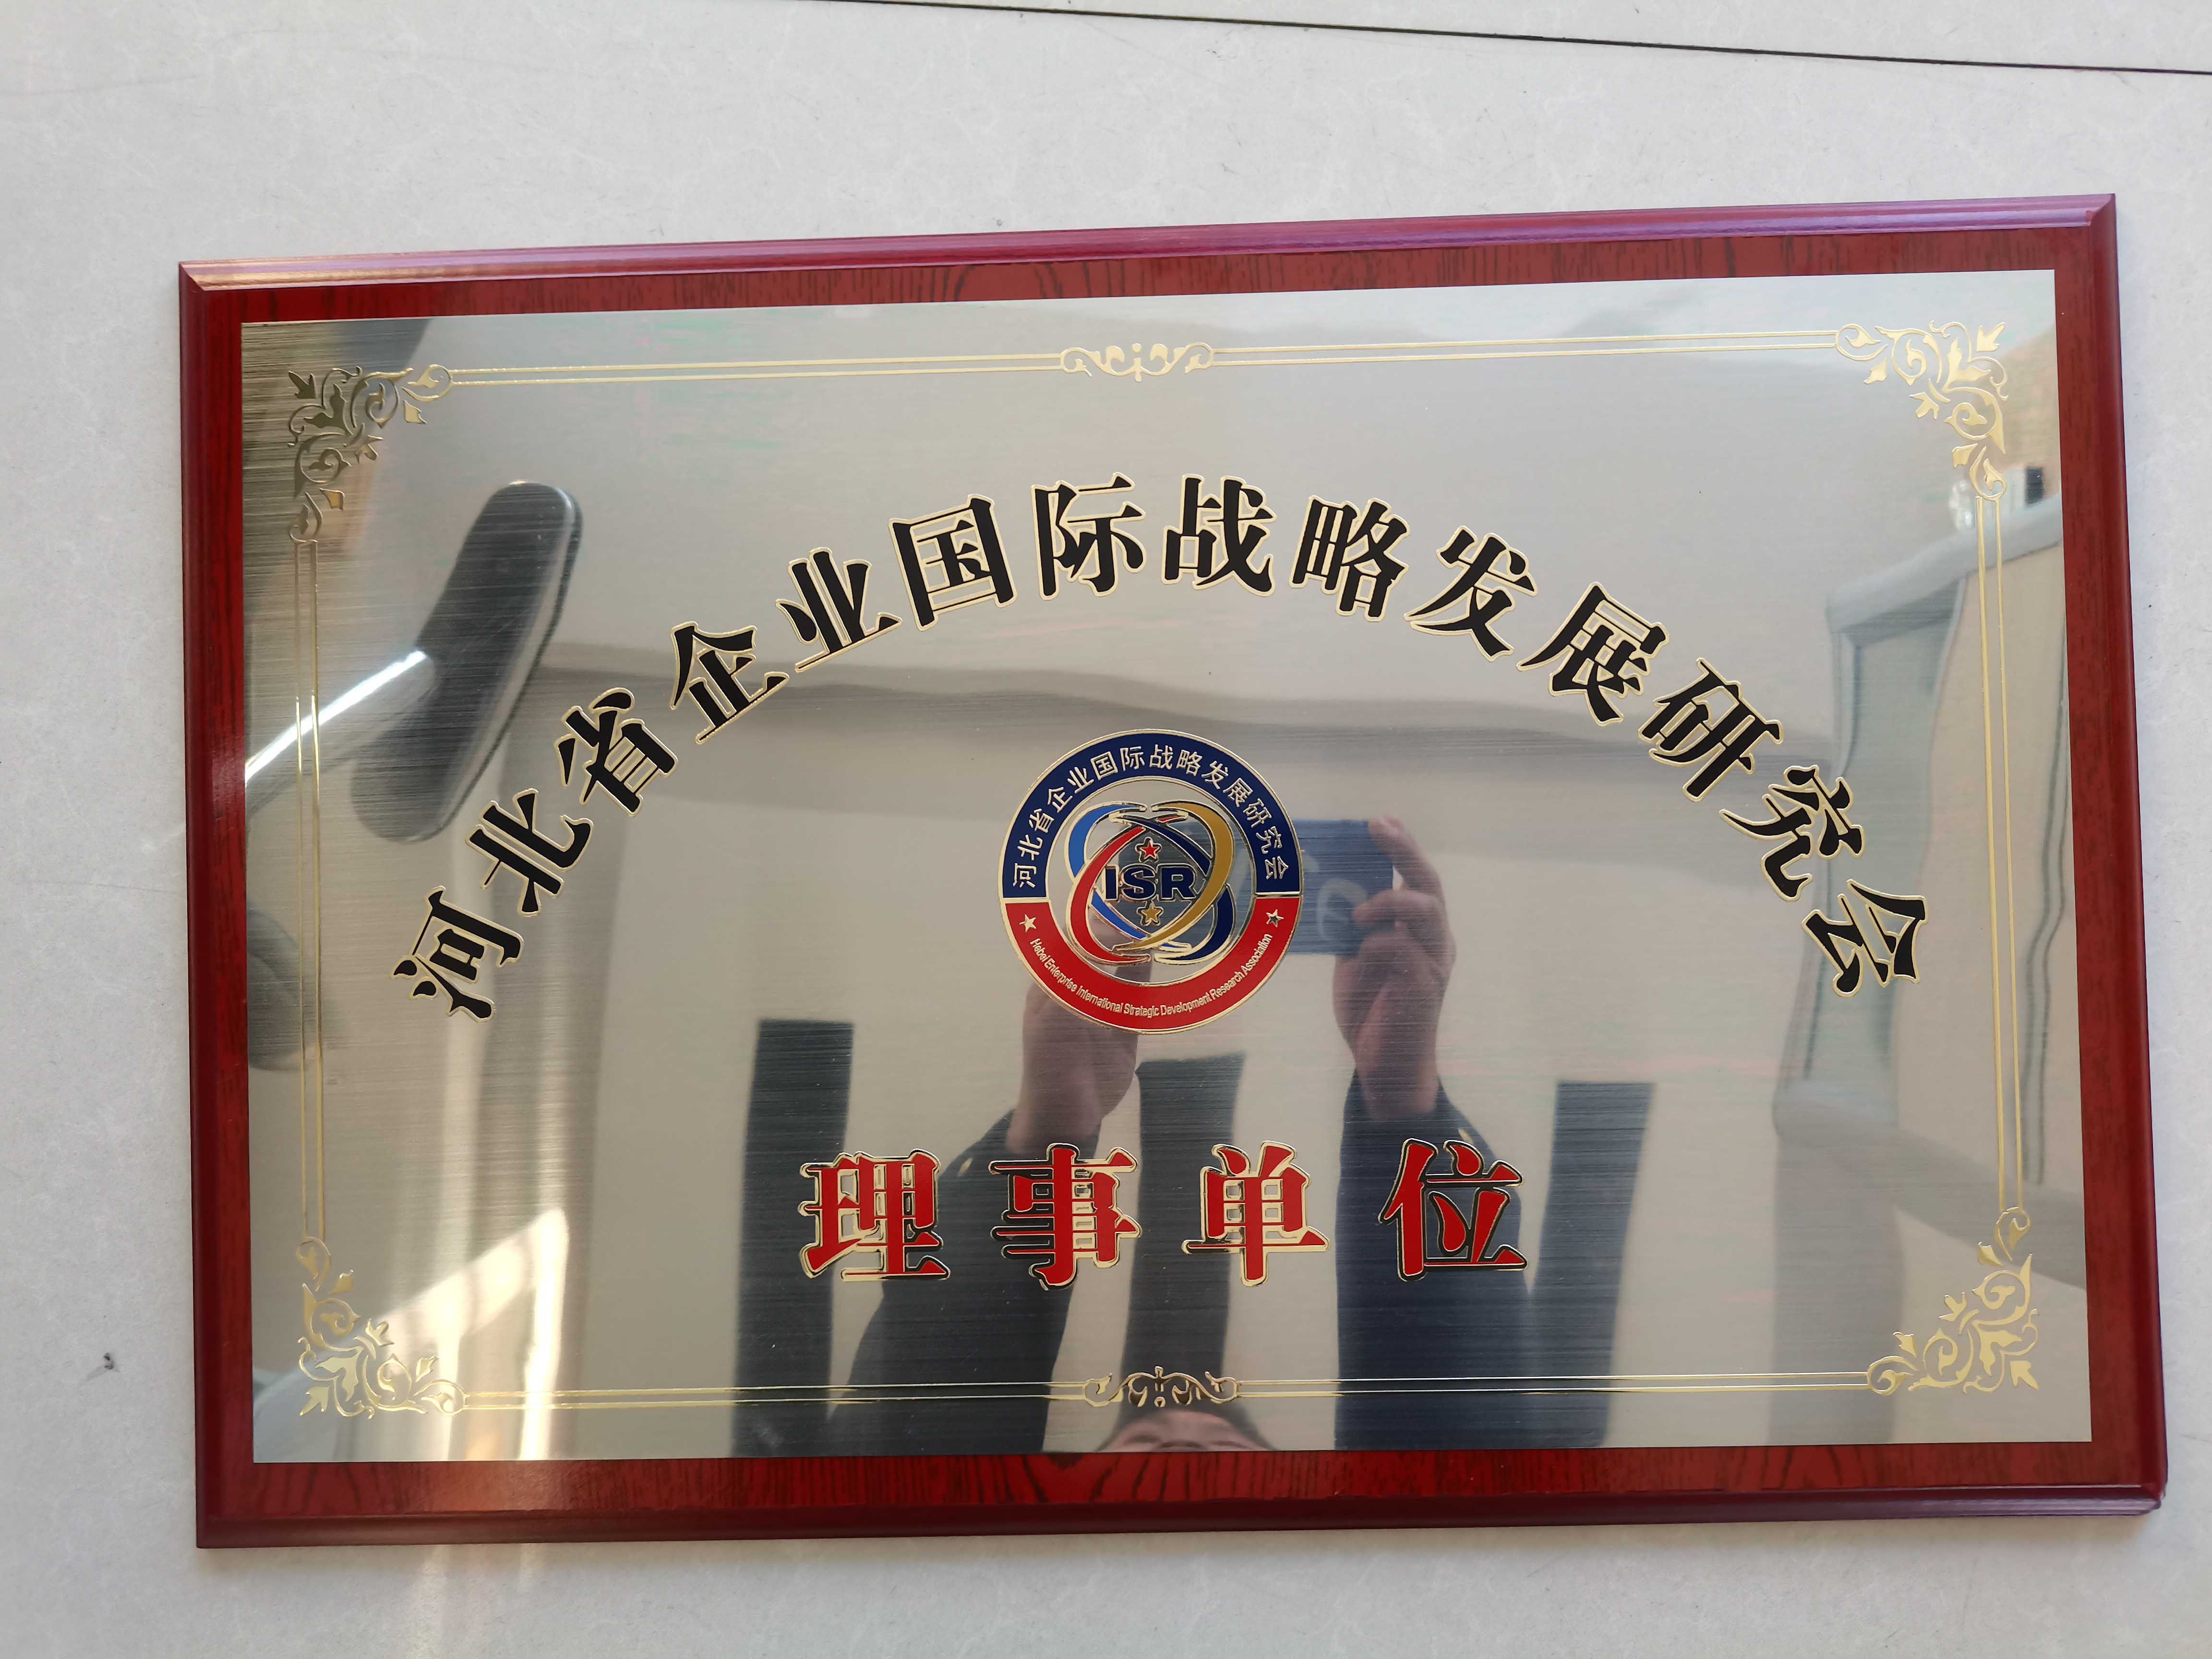 河北省企业国际战略发展研究会
河北省企业国际战略发展研究会
ISR
Hebei Enterprise International Strategic Development Research Association
理事单位